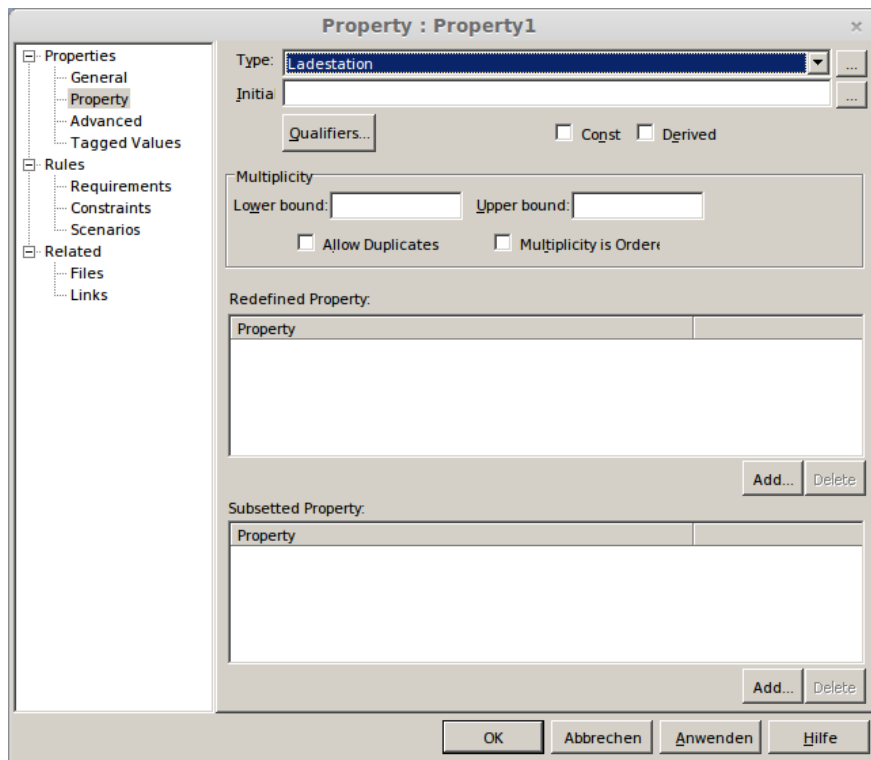 Property : Property1
Properties
General
Property
Advanced
Tagged Values
Rules
Requirements
Constraints
Scenarios
Related
Files
Links
Type: Ladestation ...
Initia ...
Qualifiers... Const Derived
Multiplicity
Lower bound: Upper bound:
Allow Duplicates Multiplicity is Ordere
Redefined Property:
Property
Add... Delete
Subsetted Property:
Property
Add... Delete
OK Abbrechen Anwenden Hilfe